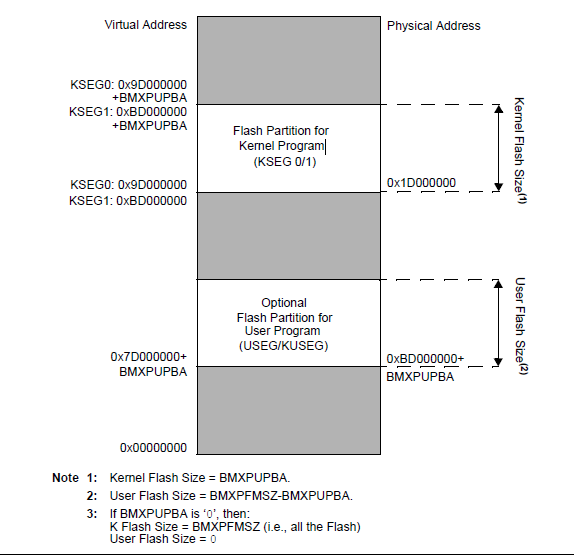 Virtual Address
Physical Address
KSEG0: 0x9D000000
+BMXPUPBA
KSEG1: 0xBD000000
+BMXPUPBA
Flash Partition for
Kernel Program
(KSEG 0/1)
Kernel Flash Size(1)
KSEG0: 0x9D000000
KSEG1: 0xBD000000
0x1D000000
Optional
Flash Partition for
User Program
(USEG/KUSEG)
User Flash Size(2)
0x7D000000+
BMXPUPBA
0xBD000000+
BMXPUPBA
0x00000000
Note 1: Kernel Flash Size = BMXPUPBA.
2: User Flash Size = BMXPFMSZ-BMXPUPBA.
3: If BMXPUPBA is ‘0’, then:
K Flash Size = BMXPFMSZ (i.e., all the Flash)
User Flash Size = 0